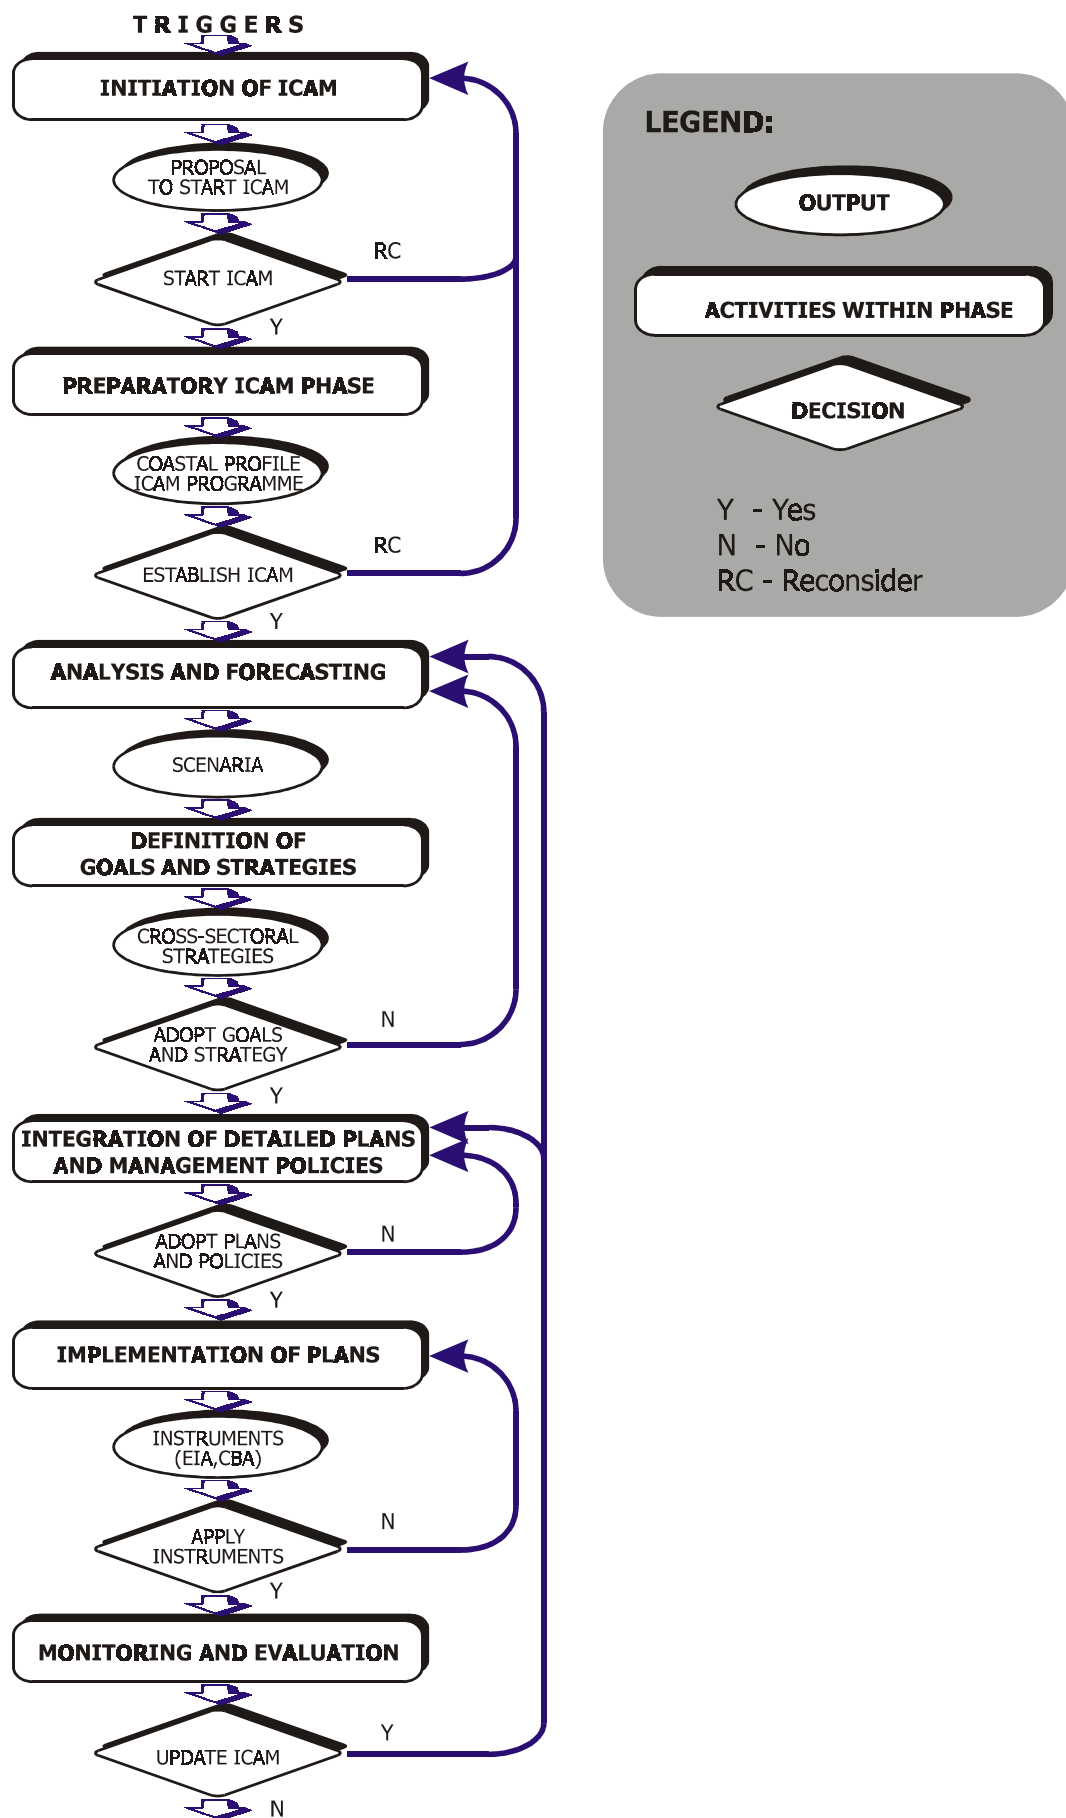 TRIGGERS
INITIATION OF ICAM
PROPOSAL
TO START ICAM
RC
START ICAM
Y
PREPARATORY ICAM PHASE
COASTAL PROFILE
ICAM PROGRAMME
RC
ESTABLISH ICAM
Y
ANALYSIS AND FORECASTING
SCENARIA
DEFINITION OF
GOALS AND STRATEGIES
CROSS-SECTORAL
STRATEGIES
N
ADOPT GOALS
AND STRATEGY
Y
INTEGRATION OF DETAILED PLANS
AND MANAGEMENT POLICIES
N
ADOPT PLANS
AND POLICIES
Y
IMPLEMENTATION OF PLANS
INSTRUMENTS
(EIA,CBA)
N
APPLY
INSTRUMENTS
Y
MONITORING AND EVALUATION
Y
UPDATE ICAM
N
LEGEND:
OUTPUT
ACTIVITIES WITHIN PHASE
DECISION
Y - Yes
N - No
RC - Reconsider